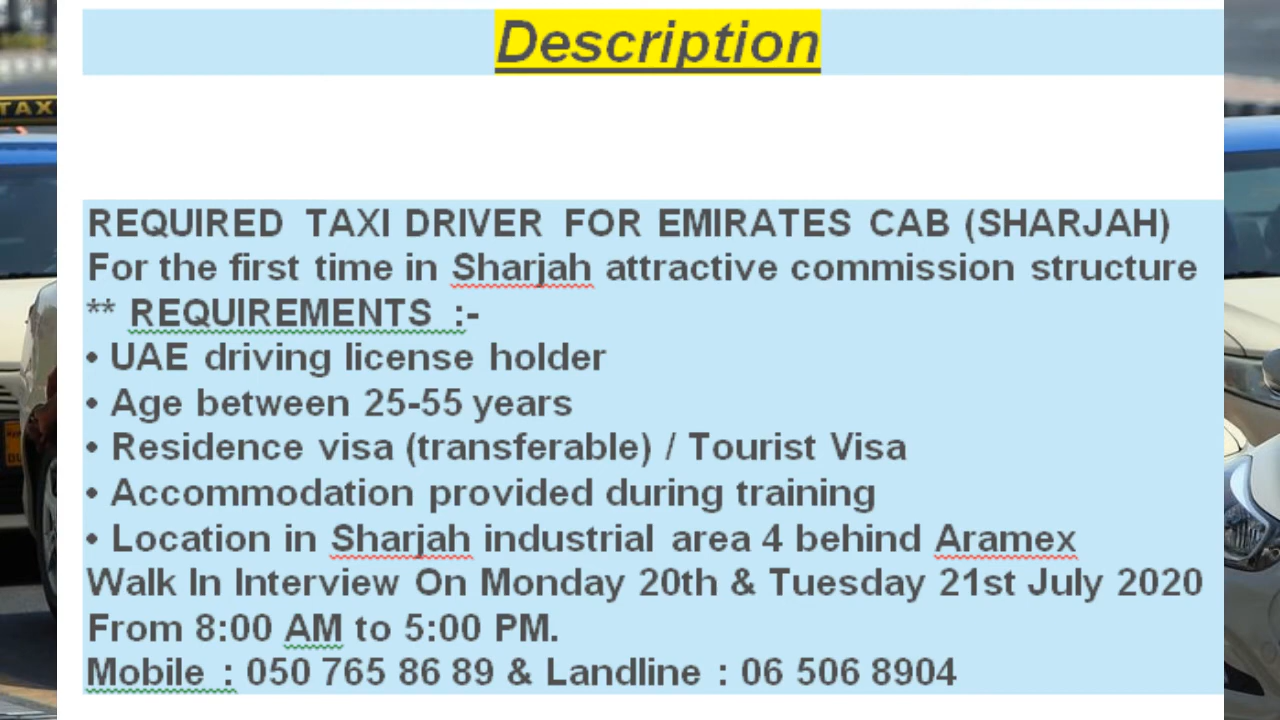 Description
TAX
REQUIRED TAXI DRIVER FOR EMIRATES CAB (SHARJAH)
For the first time in Sharjah attractive commission structure
** REQUIREMENTS :-
• UAE driving license holder
• Age between 25-55 years
• Residence visa (transferable) / Tourist Visa
• Accommodation provided during training
• Location in Sharjah industrial area 4 behind Aramex
Walk In Interview On Monday 20th & Tuesday 21st July 2020
From 8:00 AM to 5:00 PM.
Mobile : 050 765 86 89 & Landline : 06 506 8904